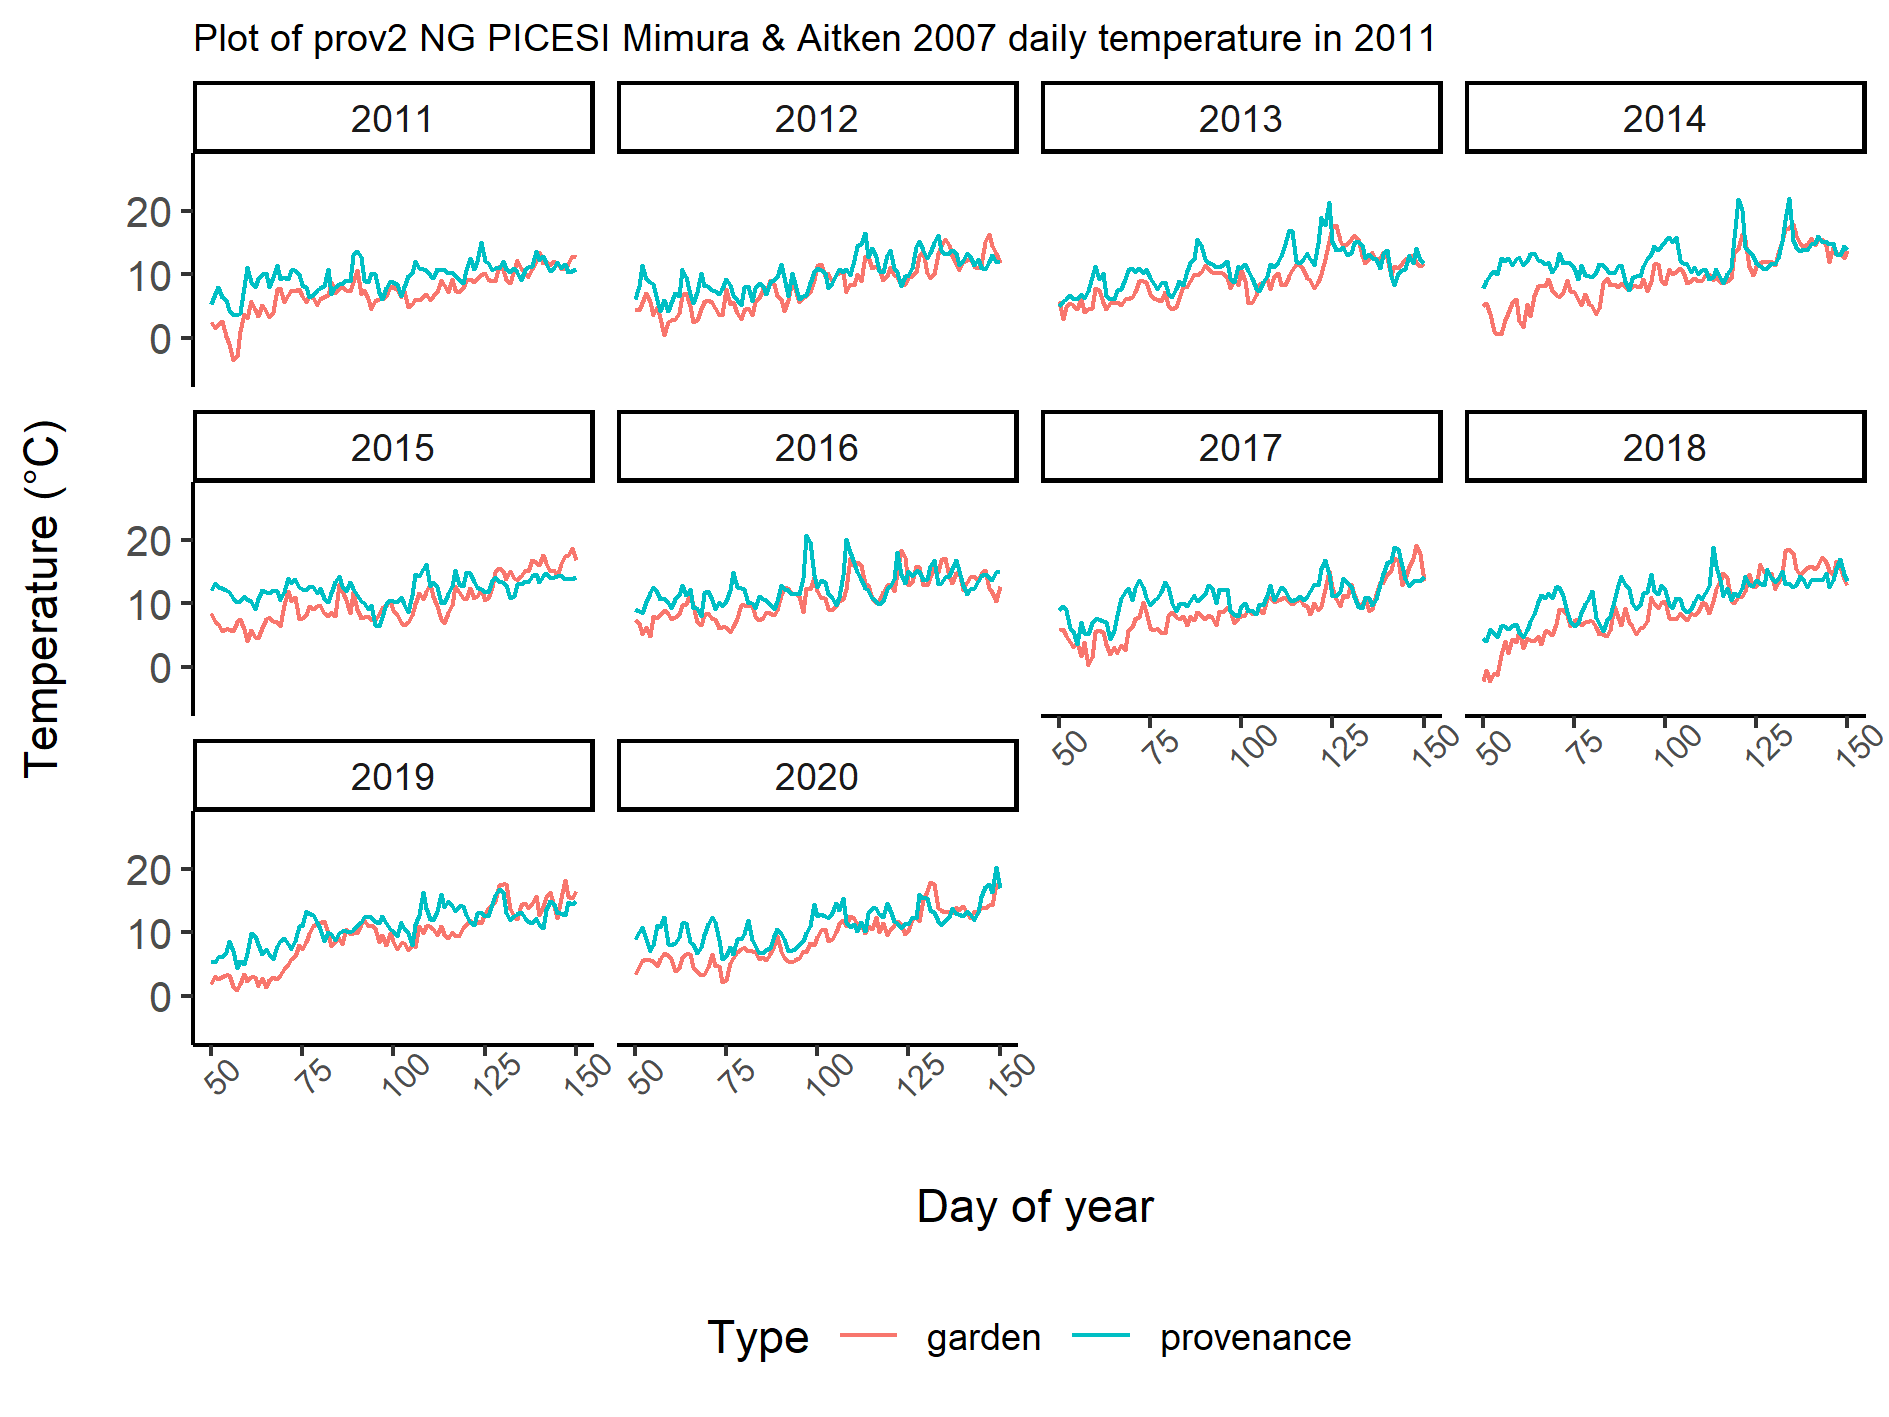 Plot of prov2 NG PICESI Mimura & Aitken 2007 daily temperature in 2011
2011 2012 2013 2014
20
10
0
2015 2016 2017 2018
20
10
0
50 75 100 125 150 50 75 100 125 150
2019 2020
20
10
0
50 75 100 125 150 50 75 100 125 150
Temperature (°C)
Day of year
Type garden provenance